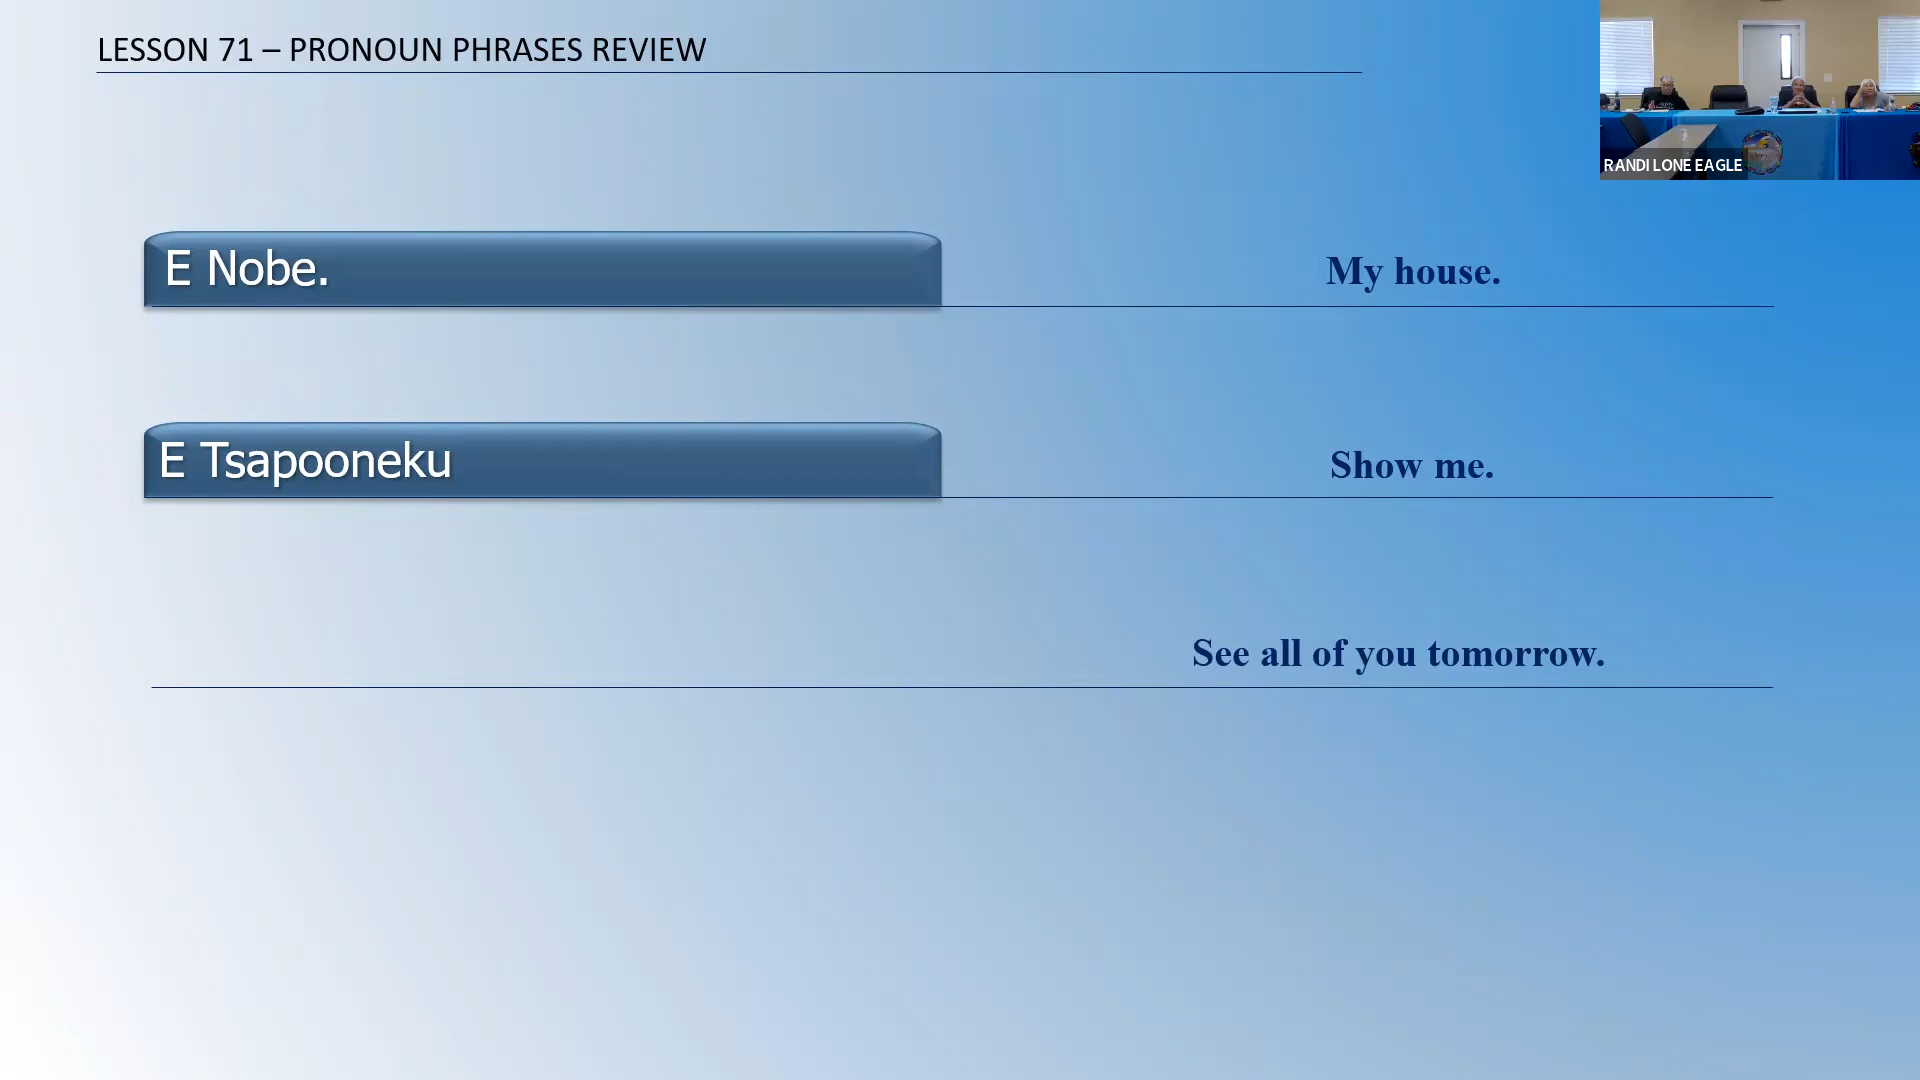 LESSON 71 – PRONOUN PHRASES REVIEW
RANDI LONE EAGLE
E Nobe.
My house.
E Tsapooneku
Show me.
See all of you tomorrow.